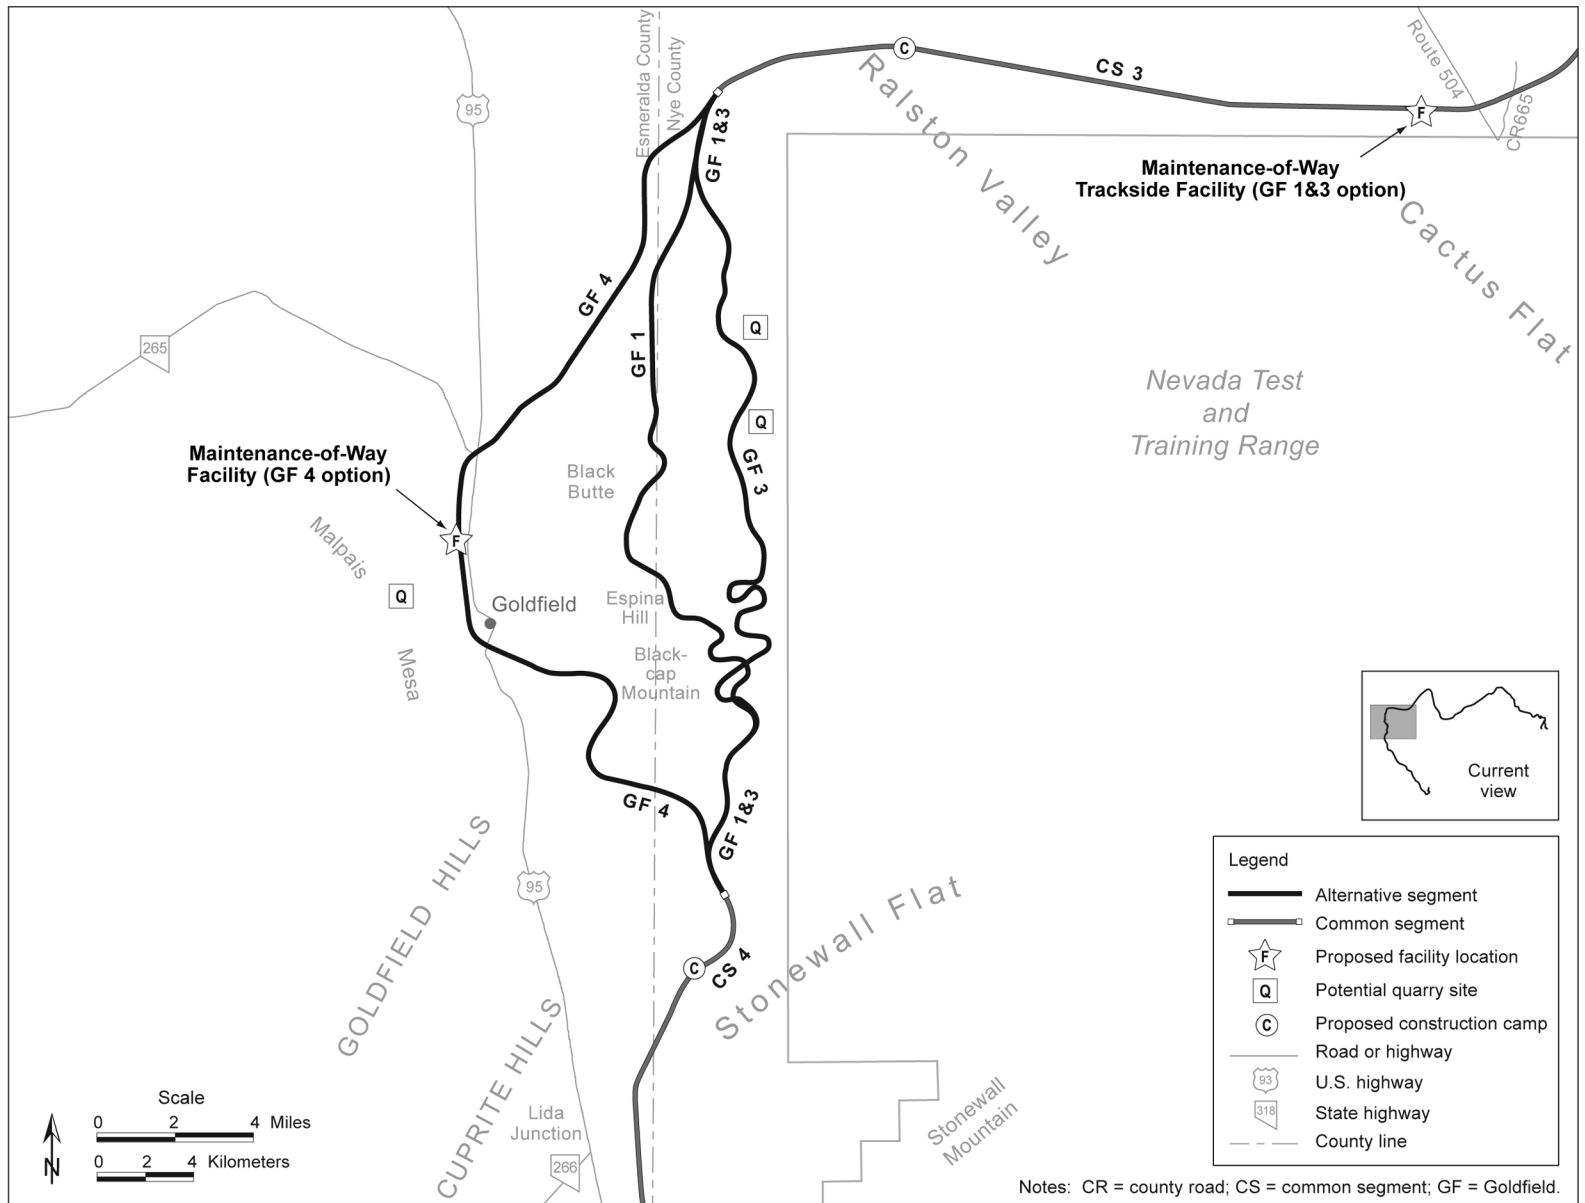 Esmeralda County
Nye County
95
C
CS 3
Route 504
CR665
F
Maintenance-of-Way
Trackside Facility (GF 1&3 option)
Ralston Valley
Cactus Flat
GF 1&3
GF 4
GF 1
Q
Q
GF 3
265
Nevada Test
and
Training Range
Maintenance-of-Way
Facility (GF 4 option)
Black
Butte
Malpais
Mesa
F
Q
Goldfield
Espina
Hill
Black-
cap
Mountain
GF 4
GF 1&3
GOLDFIELD HILLS
95
C
CS 4
Stonewall Flat
CUPRITE HILLS
Lida
Junction
266
Stonewall
Mountain
Scale
0 2 4 Miles
0 2 4 Kilometers
N
Current
view
Legend
Alternative segment
Common segment
F Proposed facility location
Q Potential quarry site
C Proposed construction camp
Road or highway
93 U.S. highway
318 State highway
County line
Notes: CR = county road; CS = common segment; GF = Goldfield.